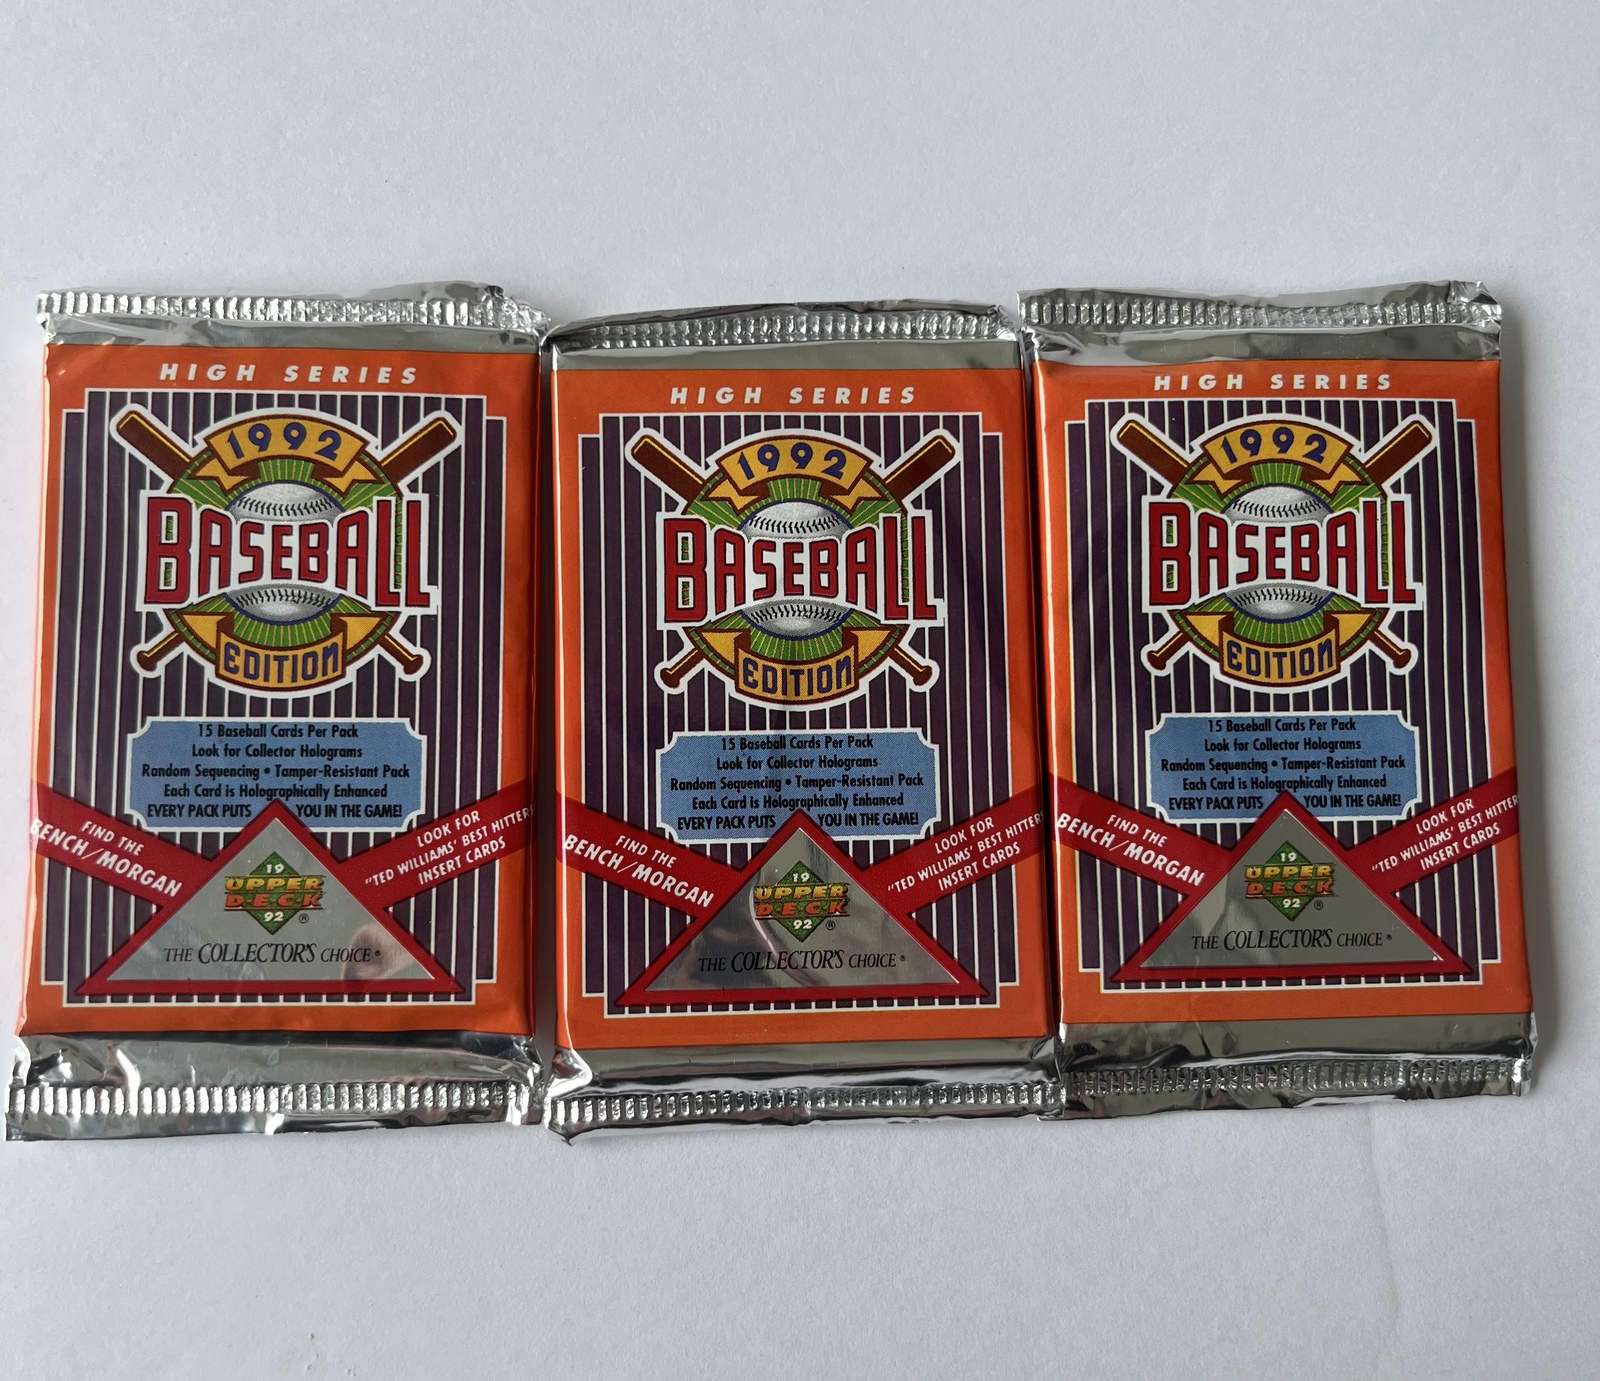 HIGH SERIES
1992
BASEBALL
EDITION
15 Baseball Cards Per Pack
Look for Collector Holograms
Random Sequencing • Tamper-Resistant Pack
Each Card is Holographically Enhanced
EVERY PACK PUTS YOU IN THE GAME!
FIND THE
BENCH/MORGAN
LOOK FOR
"TED WILLIAMS' BEST HITTER
INSERT CARDS
19
UPPER
DECK
92 ®
THE COLLECTOR'S CHOICE ®
HIGH SERIES
1992
BASEBALL
EDITION
15 Baseball Cards Per Pack
Look for Collector Holograms
Random Sequencing • Tamper-Resistant Pack
Each Card is Holographically Enhanced
EVERY PACK PUTS YOU IN THE GAME!
FIND THE
BENCH/MORGAN
LOOK FOR
"TED WILLIAMS' BEST HITTER
INSERT CARDS
19
UPPER
DECK
92 ®
THE COLLECTOR'S CHOICE ®
HIGH SERIES
1992
BASEBALL
EDITION
15 Baseball Cards Per Pack
Look for Collector Holograms
Random Sequencing • Tamper-Resistant Pack
Each Card is Holographically Enhanced
EVERY PACK PUTS YOU IN THE GAME!
FIND THE
BENCH/MORGAN
LOOK FOR
"TED WILLIAMS' BEST HITTER
INSERT CARDS
19
UPPER
DECK
92 ®
THE COLLECTOR'S CHOICE ®